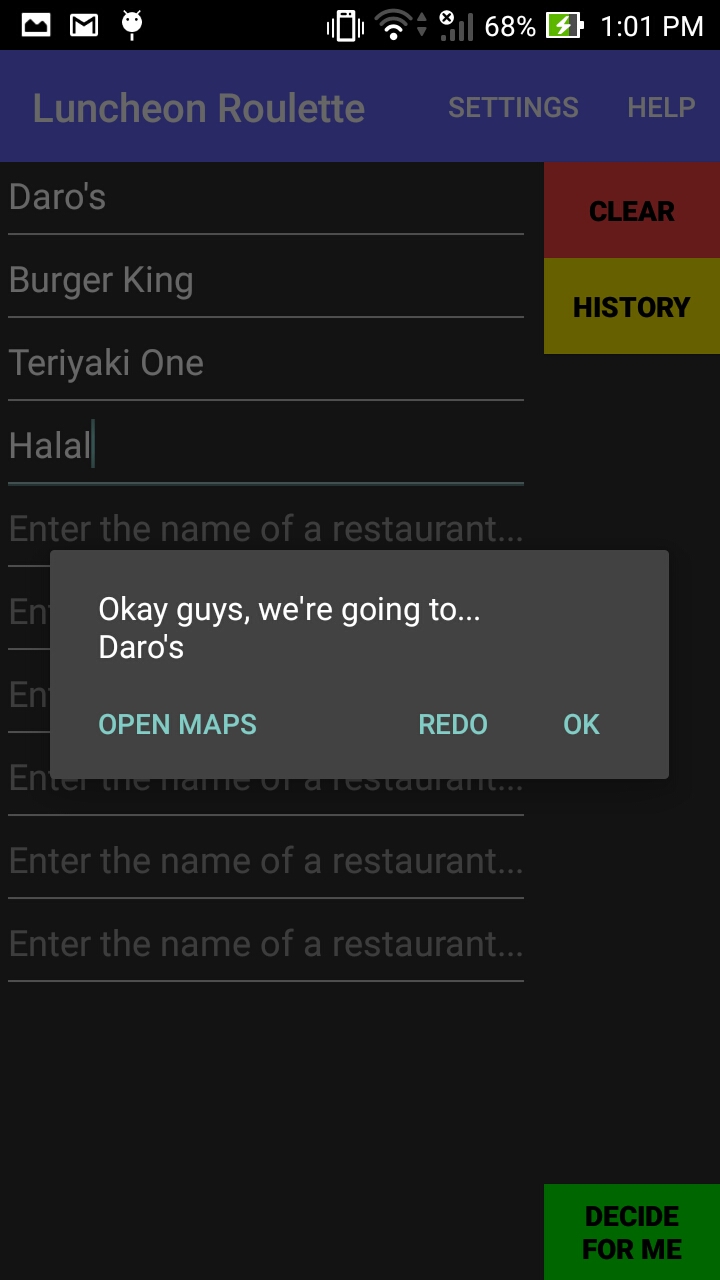 68% 1:01 PM
Luncheon Roulette SETTINGS HELP
Daro's
CLEAR
Burger King
HISTORY
Teriyaki One
Halal
Enter the name of a restaurant...
Okay guys, we're going to...
Daro's
OPEN MAPS REDO OK
Enter the name of a restaurant...
Enter the name of a restaurant...
Enter the name of a restaurant...
DECIDE
FOR ME